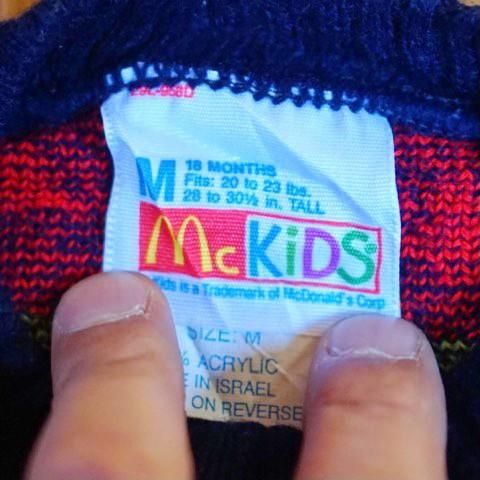 M
18 MONTHS
Fits: 20 to 23 lbs.
28 to 30½ in. TALL
McKiDS®
Kids is a Trademark of McDonald's Corp
SIZE: M
% ACRYLIC
IN ISRAEL
ON REVERSE